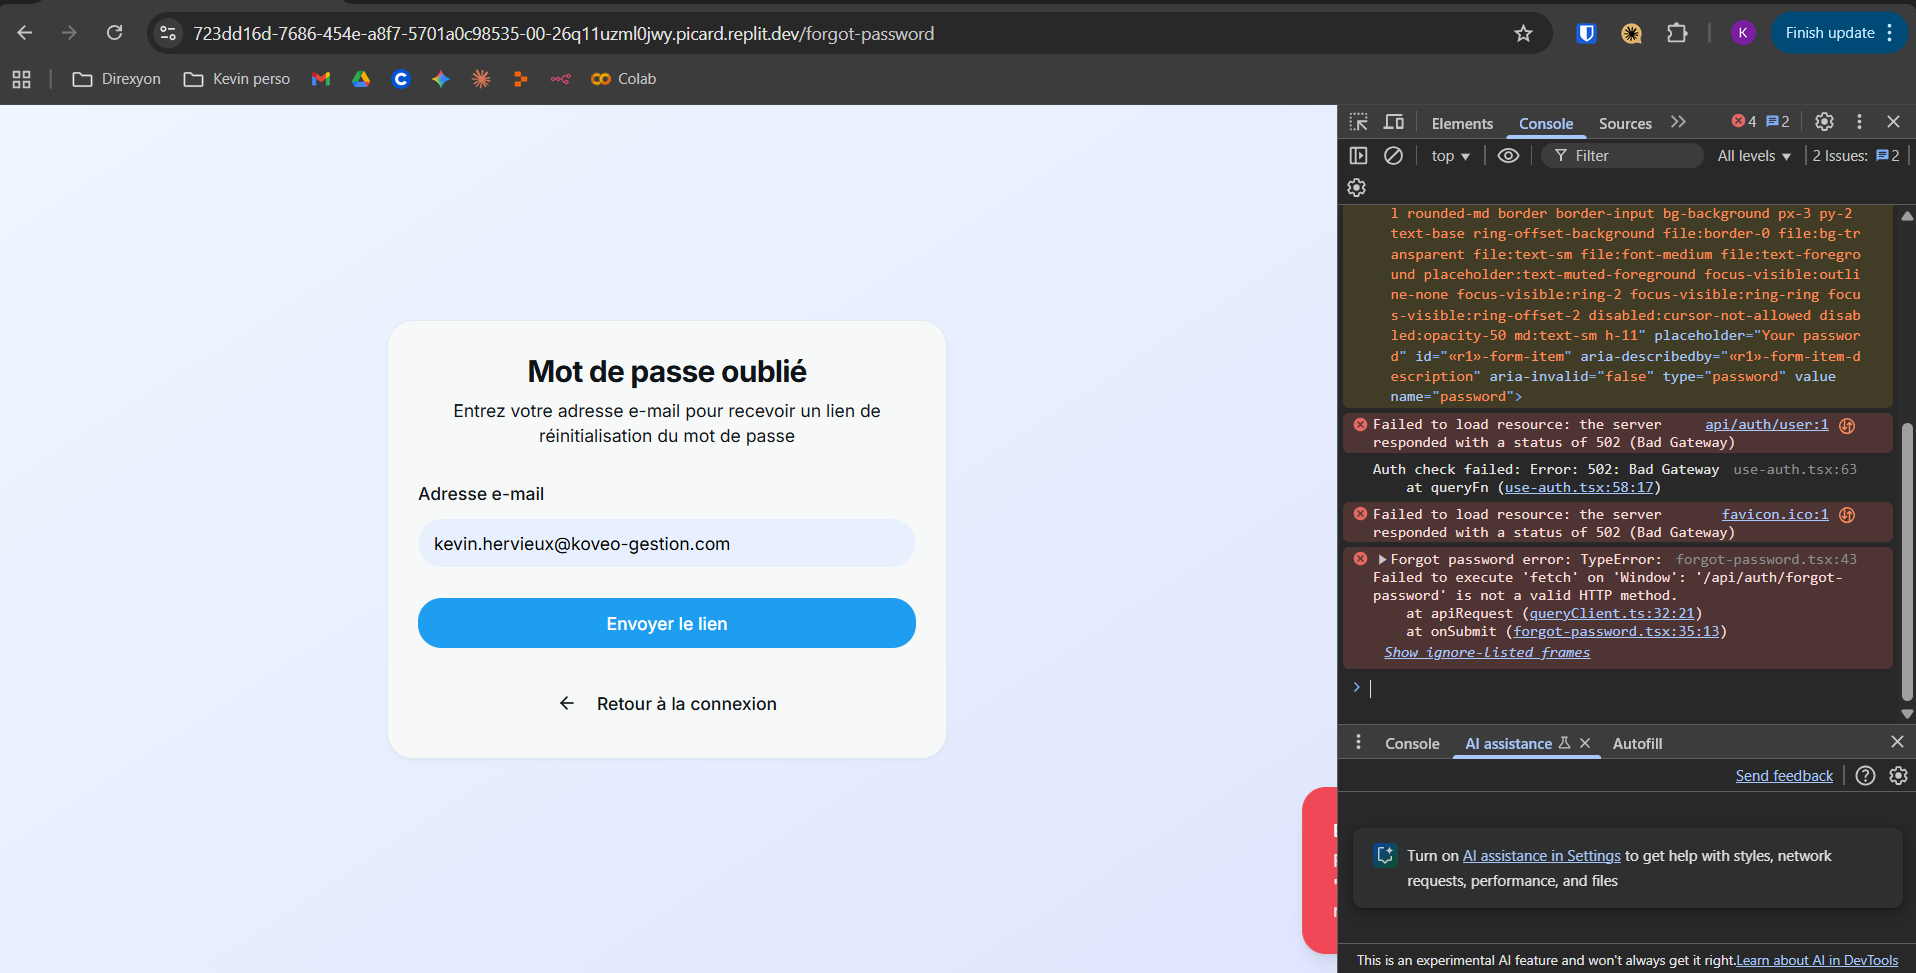 723dd16d-7686-454e-a8f7-5701a0c98535-00-26q11uzml0jwy.picard.replit.dev/forgot-password
K
Finish update
Direxyon
Kevin perso
Colab
Mot de passe oublié
Entrez votre adresse e-mail pour recevoir un lien de
réinitialisation du mot de passe
Adresse e-mail
kevin.hervieux@koveo-gestion.com
Envoyer le lien
Retour à la connexion
Elements
Console
Sources
4
2
top
Filter
All levels
2 Issues:
2
l rounded-md border border-input bg-background px-3 py-2
text-base ring-offset-background file:border-0 file:bg-tr
ansparent file:text-sm file:font-medium file:text-foregro
und placeholder:text-muted-foreground focus-visible:outli
ne-none focus-visible:ring-2 focus-visible:ring-ring focu
s-visible:ring-offset-2 disabled:cursor-not-allowed disab
led:opacity-50 md:text-sm h-11" placeholder="Your passwor
d" id="«r1»-form-item" aria-describedby="«r1»-form-item-d
escription" aria-invalid="false" type="password" value
name="password">
Failed to load resource: the server api/auth/user:1
responded with a status of 502 (Bad Gateway)
Auth check failed: Error: 502: Bad Gateway use-auth.tsx:63
at queryFn (use-auth.tsx:58:17)
Failed to load resource: the server favicon.ico:1
responded with a status of 502 (Bad Gateway)
Forgot password error: TypeError: forgot-password.tsx:43
Failed to execute 'fetch' on 'Window': '/api/auth/forgot-
password' is not a valid HTTP method.
at apiRequest (queryClient.ts:32:21)
at onSubmit (forgot-password.tsx:35:13)
Show ignore-listed frames
Console
AI assistance
Autofill
Send feedback
Turn on AI assistance in Settings to get help with styles, network
requests, performance, and files
This is an experimental AI feature and won't always get it right. Learn about AI in DevTools